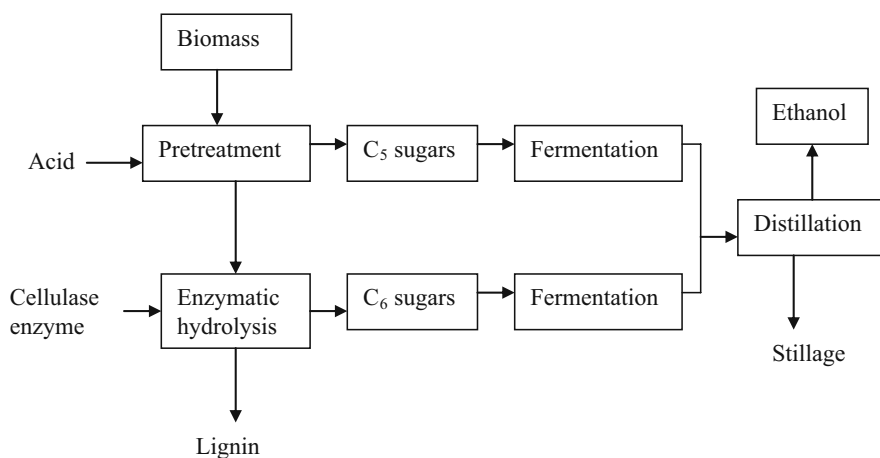 Biomass
Ethanol
Acid
Pretreatment
C₅ sugars
Fermentation
Distillation
Cellulase
enzyme
Enzymatic
hydrolysis
C₆ sugars
Fermentation
Stillage
Lignin